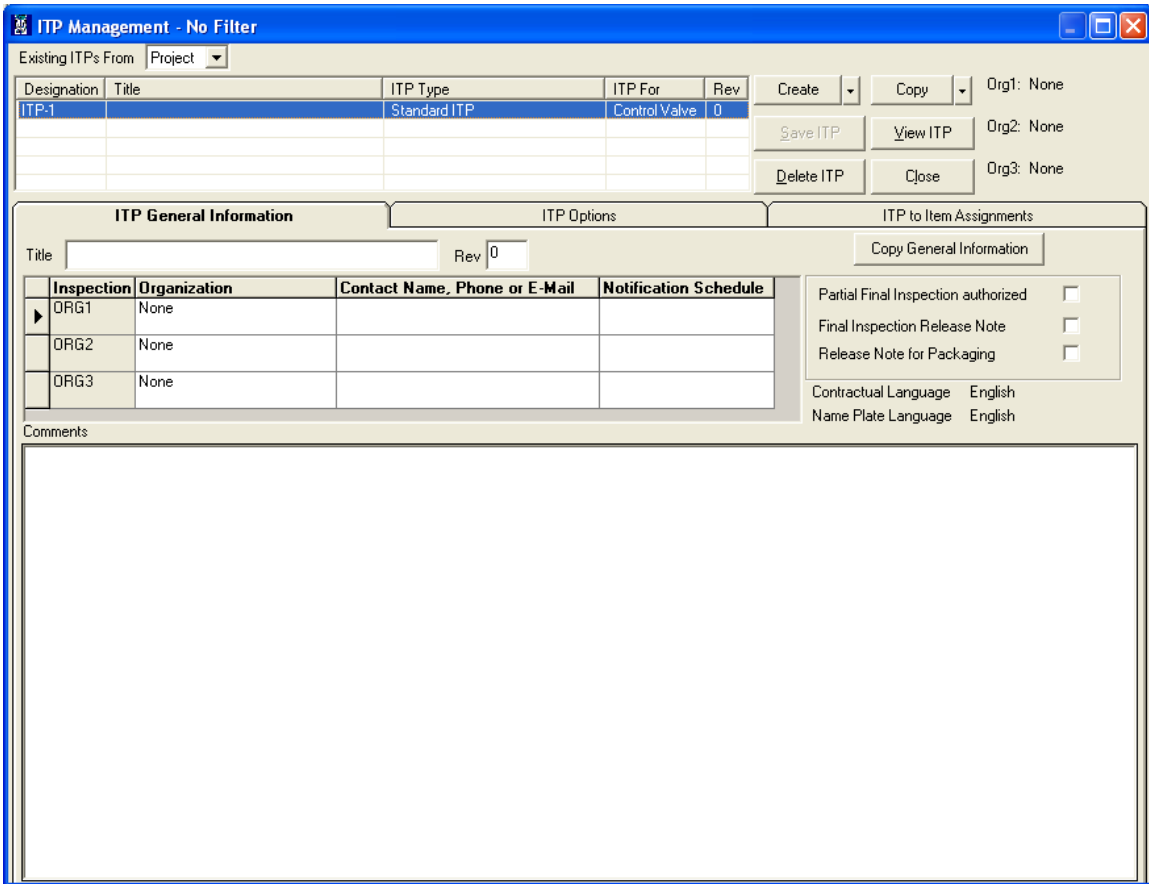 ITP Management - No Filter
Existing ITPs From Project
Designation Title ITP Type ITP For Rev
ITP-1 Standard ITP Control Valve 0
Create Copy Org1: None
Save ITP View ITP Org2: None
Delete ITP Close Org3: None
ITP General Information ITP Options ITP to Item Assignments
Title Rev 0 Copy General Information
Inspection Organization Contact Name, Phone or E-Mail Notification Schedule
ORG1 None
ORG2 None
ORG3 None
Partial Final Inspection authorized
Final Inspection Release Note
Release Note for Packaging
Contractual Language English
Name Plate Language English
Comments